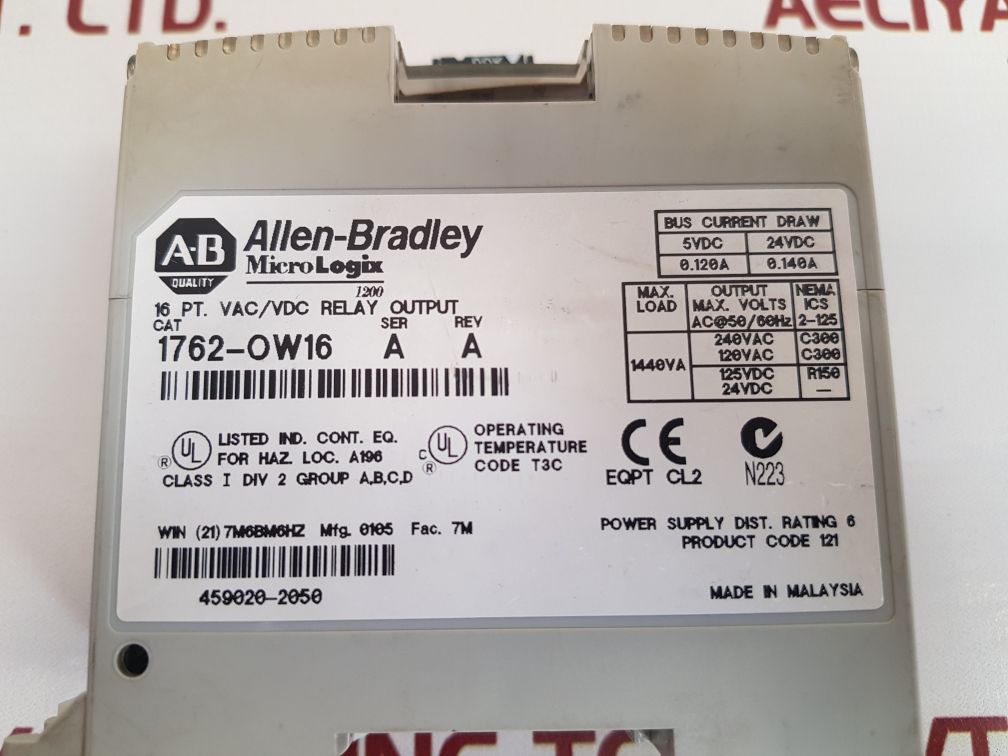 T. LTD.
AELIYA
A-B
QUALITY
Allen-Bradley
MicroLogix
1200
16 PT. VAC/VDC RELAY OUTPUT
CAT SER REV
1762-OW16 A A
BUS CURRENT DRAW
5VDC 24VDC
0.120A 0.140A
MAX. LOAD OUTPUT MAX. VOLTS AC@50/60Hz NEMA ICS 2-125
1440VA 240VAC C300
120VAC C300
125VDC R150
24VDC —
UL ® LISTED IND. CONT. EQ.
FOR HAZ. LOC. A196
CLASS I DIV 2 GROUP A,B,C,D
C UL ® OPERATING
TEMPERATURE
CODE T3C
CE
EQPT CL2
N223
WIN (21) 7M6BM6HZ Mfg. 0105 Fac. 7M
459020-2050
POWER SUPPLY DIST. RATING 6
PRODUCT CODE 121
MADE IN MALAYSIA